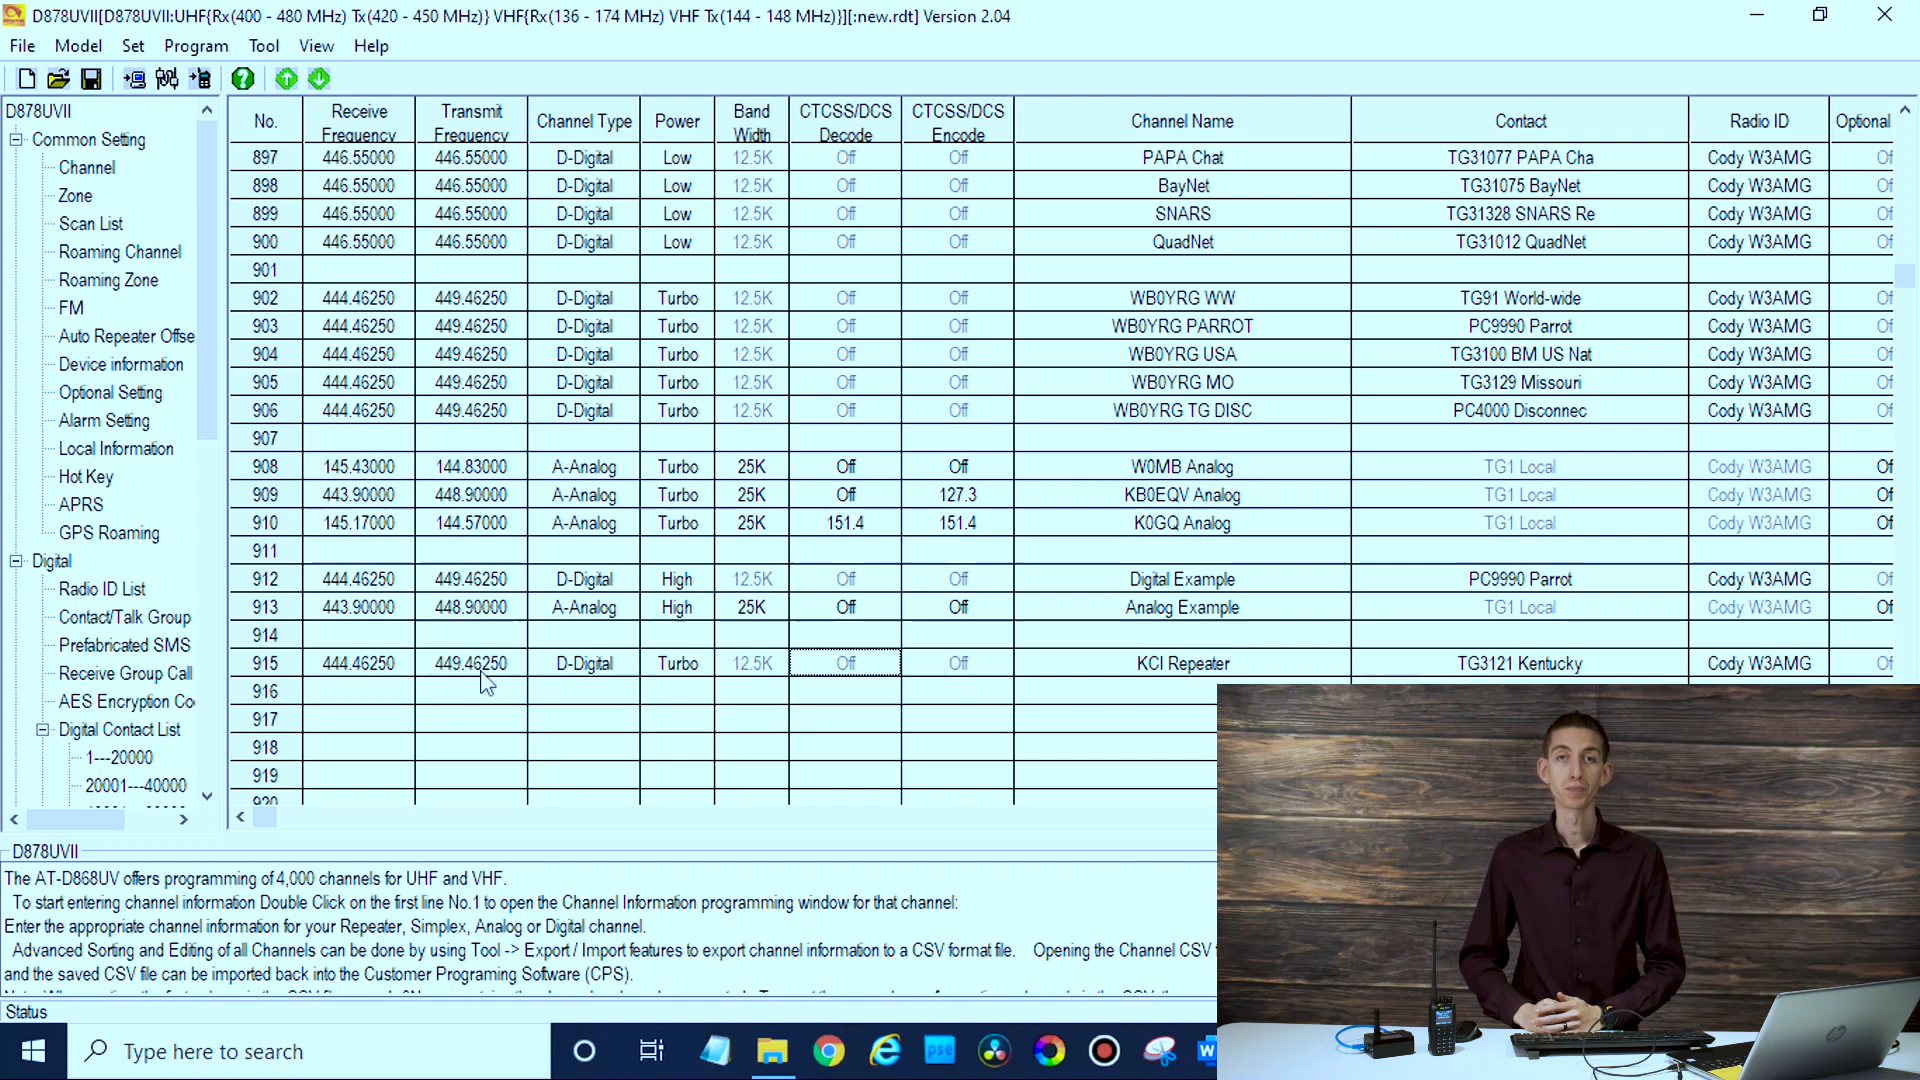 D878UVII[D878UVII:UHF{Rx(400 - 480 MHz) Tx(420 - 450 MHz)} VHF{Rx(136 - 174 MHz) VHF Tx(144 - 148 MHz)}][:new.rdt] Version 2.04
File Model Set Program Tool View Help
D878UVII
Common Setting
Channel
Zone
Scan List
Roaming Channel
Roaming Zone
FM
Auto Repeater Offse
Device information
Optional Setting
Alarm Setting
Local Information
Hot Key
APRS
GPS Roaming
Digital
Radio ID List
Contact/Talk Group
Prefabricated SMS
Receive Group Call
AES Encryption Co
Digital Contact List
1---20000
20001---40000
No. Receive Frequency Transmit Frequency Channel Type Power Band Width CTCSS/DCS Decode CTCSS/DCS Encode Channel Name Contact Radio ID Optional
897 446.55000 446.55000 D-Digital Low 12.5K Off Off PAPA Chat TG31077 PAPA Cha Cody W3AMG Of
898 446.55000 446.55000 D-Digital Low 12.5K Off Off BayNet TG31075 BayNet Cody W3AMG Of
899 446.55000 446.55000 D-Digital Low 12.5K Off Off SNARS TG31328 SNARS Re Cody W3AMG Of
900 446.55000 446.55000 D-Digital Low 12.5K Off Off QuadNet TG31012 QuadNet Cody W3AMG Of
901
902 444.46250 449.46250 D-Digital Turbo 12.5K Off Off WB0YRG WW TG91 World-wide Cody W3AMG Of
903 444.46250 449.46250 D-Digital Turbo 12.5K Off Off WB0YRG PARROT PC9990 Parrot Cody W3AMG Of
904 444.46250 449.46250 D-Digital Turbo 12.5K Off Off WB0YRG USA TG3100 BM US Nat Cody W3AMG Of
905 444.46250 449.46250 D-Digital Turbo 12.5K Off Off WB0YRG MO TG3129 Missouri Cody W3AMG Of
906 444.46250 449.46250 D-Digital Turbo 12.5K Off Off WB0YRG TG DISC PC4000 Disconnec Cody W3AMG Of
907
908 145.43000 144.83000 A-Analog Turbo 25K Off Off W0MB Analog TG1 Local Cody W3AMG Of
909 443.90000 448.90000 A-Analog Turbo 25K Off 127.3 KB0EQV Analog TG1 Local Cody W3AMG Of
910 145.17000 144.57000 A-Analog Turbo 25K 151.4 151.4 K0GQ Analog TG1 Local Cody W3AMG Of
911
912 444.46250 449.46250 D-Digital High 12.5K Off Off Digital Example PC9990 Parrot Cody W3AMG Of
913 443.90000 448.90000 A-Analog High 25K Off Off Analog Example TG1 Local Cody W3AMG Of
914
915 444.46250 449.46250 D-Digital Turbo 12.5K Off Off KCI Repeater TG3121 Kentucky Cody W3AMG Of
916
917
918
919
920
D878UVII
The AT-D868UV offers programming of 4,000 channels for UHF and VHF.
To start entering channel information Double Click on the first line No.1 to open the Channel Information programming window for that channel:
Enter the appropriate channel information for your Repeater, Simplex, Analog or Digital channel.
Advanced Sorting and Editing of all Channels can be done by using Tool -> Export / Import features to export channel information to a CSV format file. Opening the Channel CSV
and the saved CSV file can be imported back into the Customer Programing Software (CPS).
Status
Type here to search
pse
W
hp